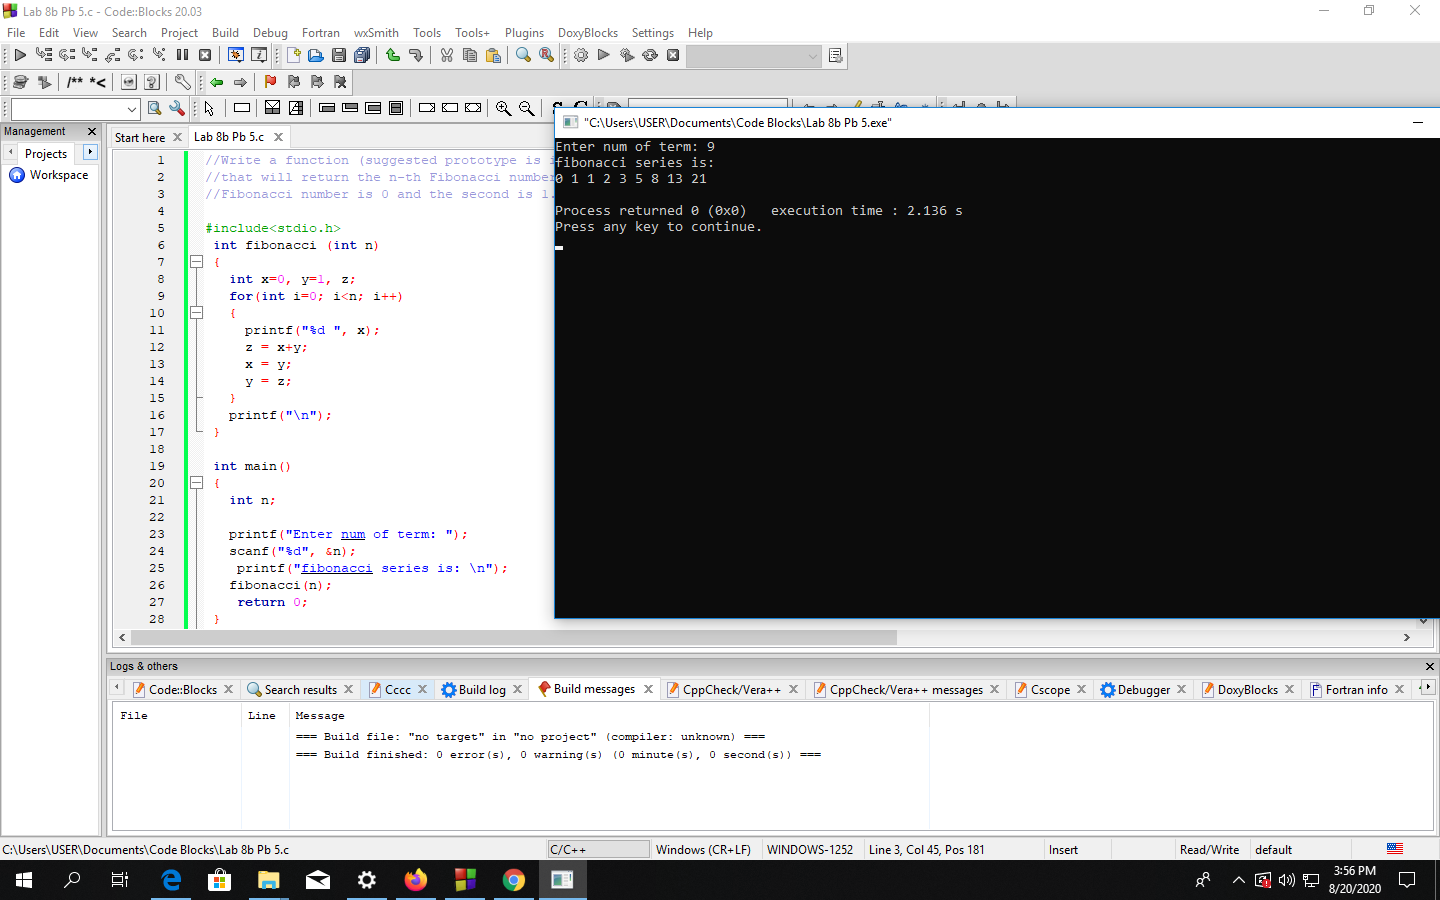 Lab 8b Pb 5.c - Code::Blocks 20.03
File Edit View Search Project Build Debug Fortran wxSmith Tools Tools+ Plugins DoxyBlocks Settings Help
/** *<
Management
Projects
Workspace
Start here Lab 8b Pb 5.c
1 //Write a function (suggested prototype is
2 //that will return the n-th Fibonacci number
3 //Fibonacci number is 0 and the second is 1.
4
5 #include<stdio.h>
6 int fibonacci (int n)
7 {
8 int x=0, y=1, z;
9 for(int i=0; i<n; i++)
10 {
11 printf("%d ", x);
12 z = x+y;
13 x = y;
14 y = z;
15 }
16 printf("\n");
17 }
18
19 int main()
20 {
21 int n;
22
23 printf("Enter num of term: ");
24 scanf("%d", &n);
25 printf("fibonacci series is: \n");
26 fibonacci(n);
27 return 0;
28 }
"C:\Users\USER\Documents\Code Blocks\Lab 8b Pb 5.exe"
Enter num of term: 9
fibonacci series is:
0 1 1 2 3 5 8 13 21
Process returned 0 (0x0)   execution time : 2.136 s
Press any key to continue.
Logs & others
Code::Blocks Search results Cccc Build log Build messages CppCheck/Vera++ CppCheck/Vera++ messages Cscope Debugger DoxyBlocks Fortran info
File Line Message
=== Build file: "no target" in "no project" (compiler: unknown) ===
=== Build finished: 0 error(s), 0 warning(s) (0 minute(s), 0 second(s)) ===
C:\Users\USER\Documents\Code Blocks\Lab 8b Pb 5.c C/C++ Windows (CR+LF) WINDOWS-1252 Line 3, Col 45, Pos 181 Insert Read/Write default
3:56 PM
8/20/2020